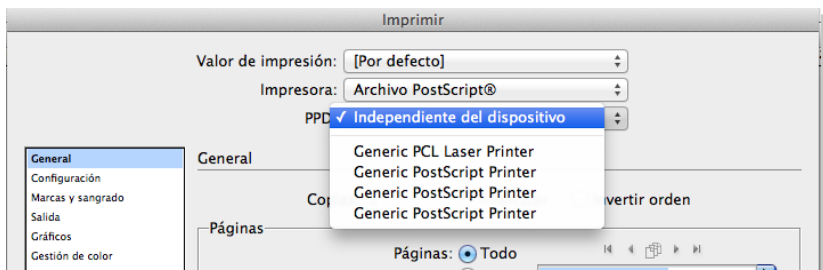 Imprimir
Valor de impresión: [Por defecto]
Impresora: Archivo PostScript®
PPD ✓ Independiente del dispositivo
Generic PCL Laser Printer
Generic PostScript Printer
Generic PostScript Printer
Generic PostScript Printer
General
Configuración
Marcas y sangrado
Salida
Gráficos
Gestión de color
General
orden
Páginas
Páginas: Todo